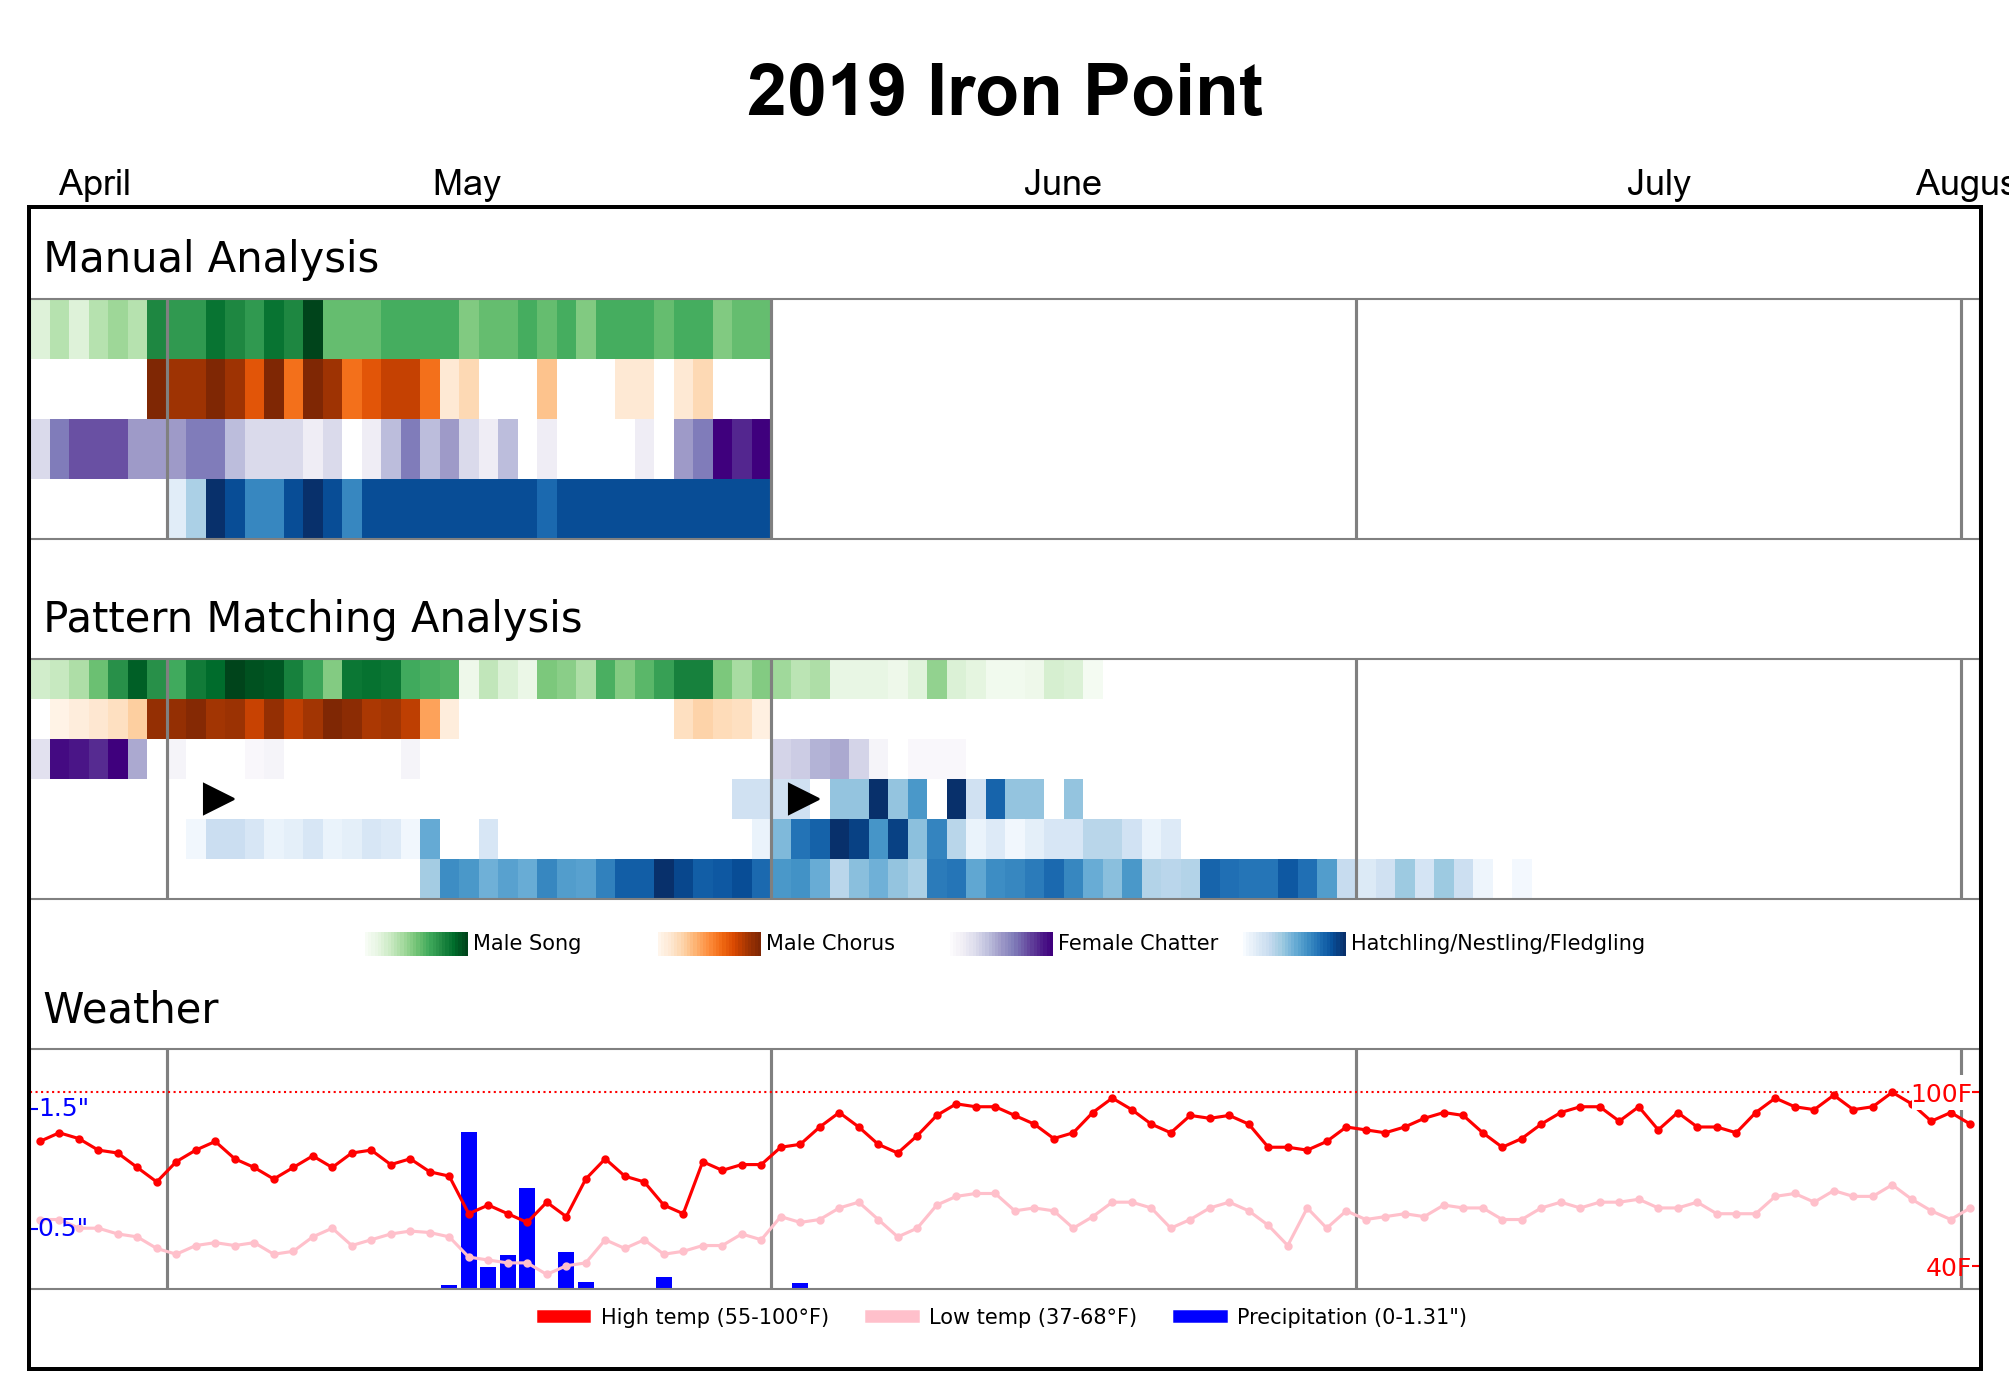 2019 Iron Point
April May June July Augus
Manual Analysis
Pattern Matching Analysis
Male Song Male Chorus Female Chatter Hatchling/Nestling/Fledgling
Weather
1.5" 100F
0.5" 40F
High temp (55-100°F) Low temp (37-68°F) Precipitation (0-1.31")